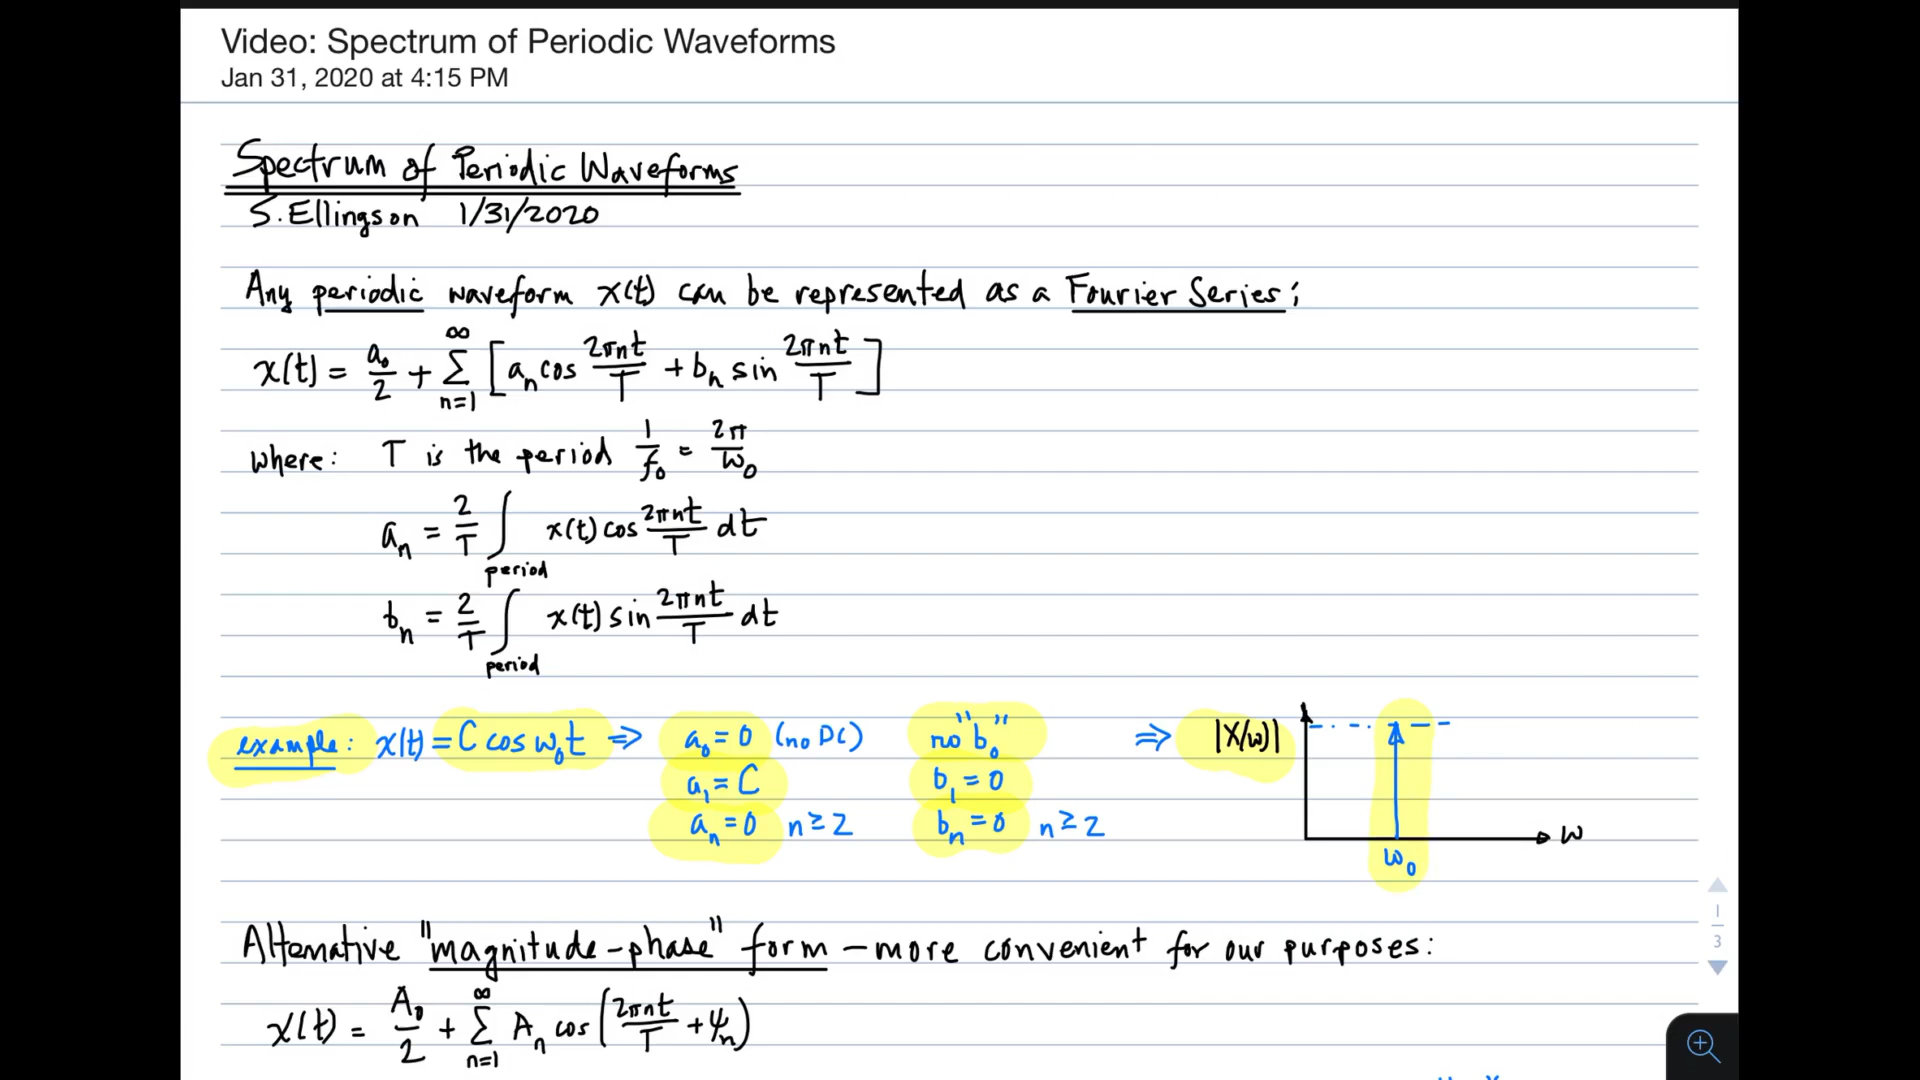 Video: Spectrum of Periodic Waveforms
Jan 31, 2020 at 4:15 PM
Spectrum of Periodic Waveforms
S. Ellingson 1/31/2020
Any periodic waveform x(t) can be represented as a Fourier Series:
x(t) = a₀/2 + ∑_{n=1}^{∞} [aₙ cos 2πnt/T + bₙ sin 2πnt/T]
where: T is the period 1/f₀ = 2π/ω₀
aₙ = 2/T ∫_{period} x(t) cos 2πnt/T dt
bₙ = 2/T ∫_{period} x(t) sin 2πnt/T dt
example: x(t) = C cos ω₀t ⇒ a₀ = 0 (no DC) no "b₀" ⇒ |X(ω)|
a₁ = C b₁ = 0
aₙ = 0 n ≥ 2 bₙ = 0 n ≥ 2 ω
ω₀
Alternative "magnitude-phase" form – more convenient for our purposes:
x(t) = A₀/2 + ∑_{n=1}^{∞} Aₙ cos(2πnt/T + ψₙ)
1
3